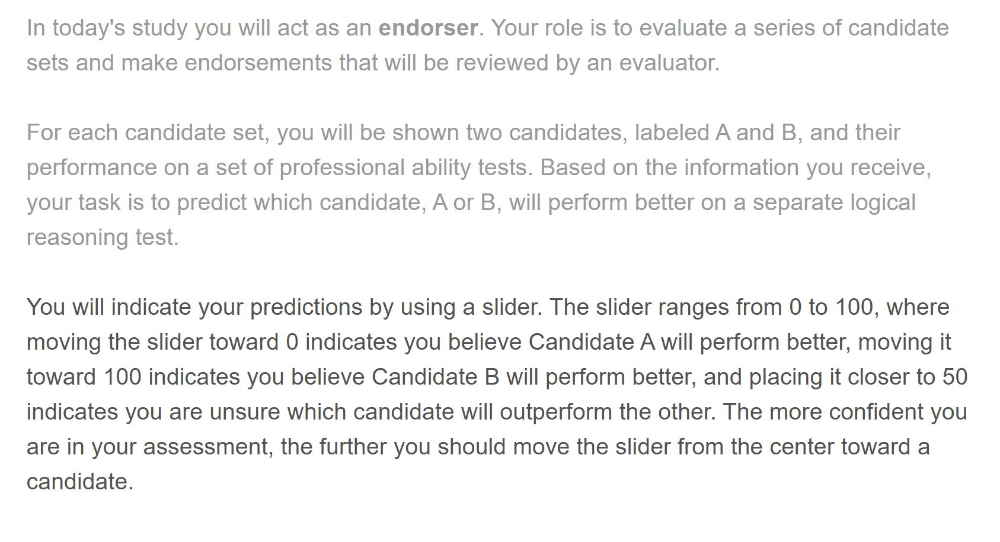 In today's study you will act as an endorser. Your role is to evaluate a series of candidate
sets and make endorsements that will be reviewed by an evaluator.
For each candidate set, you will be shown two candidates, labeled A and B, and their
performance on a set of professional ability tests. Based on the information you receive,
your task is to predict which candidate, A or B, will perform better on a separate logical
reasoning test.
You will indicate your predictions by using a slider. The slider ranges from 0 to 100, where
moving the slider toward 0 indicates you believe Candidate A will perform better, moving it
toward 100 indicates you believe Candidate B will perform better, and placing it closer to 50
indicates you are unsure which candidate will outperform the other. The more confident you
are in your assessment, the further you should move the slider from the center toward a
candidate.